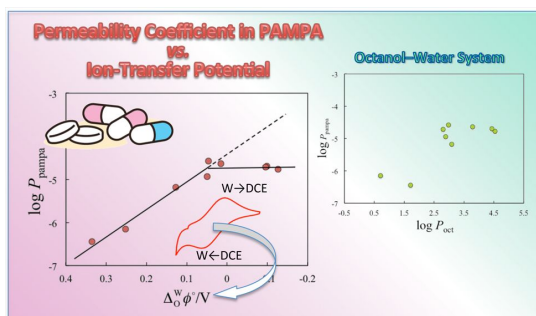 Permeability Coefficient in PAMPA
vs.
Ion-Transfer Potential
Octanol–Water System
-3
-4
-5
-6
-7
log Ppampa
0.4
0.3
0.2
0.1
0
-0.1
-0.2
W→DCE
W←DCE
ΔOW ϕ°/V
-3
-4
-5
-6
-7
log Ppampa
-0.5
0.5
1.5
2.5
3.5
4.5
5.5
log Poct